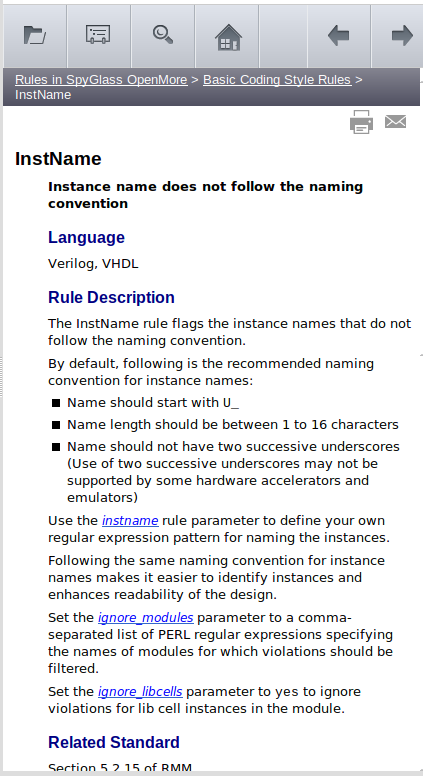 Rules in SpyGlass OpenMore > Basic Coding Style Rules >
InstName
InstName
Instance name does not follow the naming
convention
Language
Verilog, VHDL
Rule Description
The InstName rule flags the instance names that do not
follow the naming convention.
By default, following is the recommended naming
convention for instance names:
Name should start with U_
Name length should be between 1 to 16 characters
Name should not have two successive underscores
(Use of two successive underscores may not be
supported by some hardware accelerators and
emulators)
Use the instname rule parameter to define your own
regular expression pattern for naming the instances.
Following the same naming convention for instance
names makes it easier to identify instances and
enhances readability of the design.
Set the ignore_modules parameter to a comma-
separated list of PERL regular expressions specifying
the names of modules for which violations should be
filtered.
Set the ignore_libcells parameter to yes to ignore
violations for lib cell instances in the module.
Related Standard
Section 5.2.15 of RMM